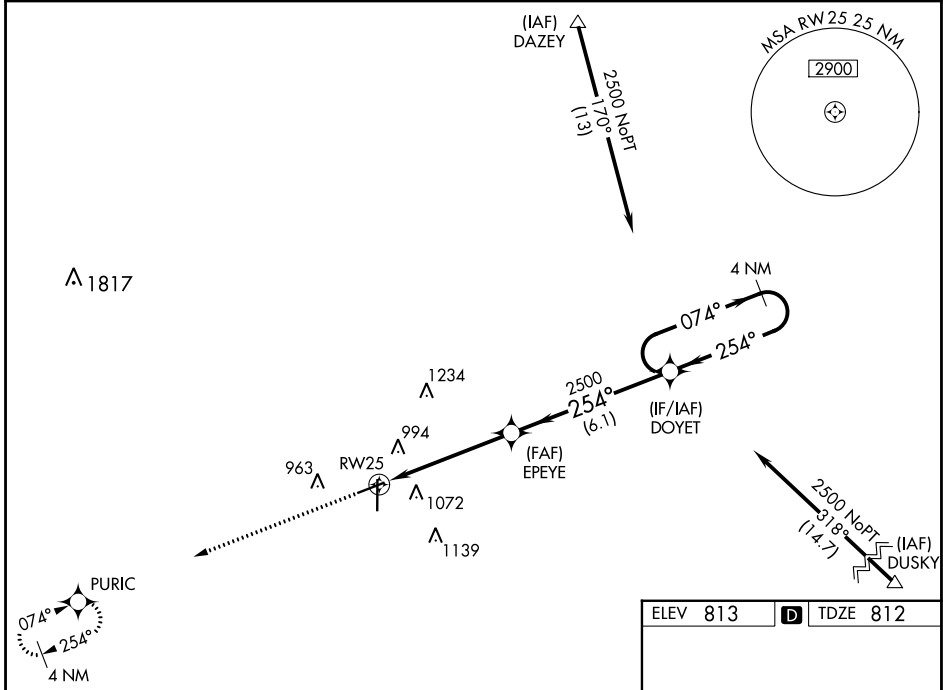 (IAF)
DAZEY
2500 NoPT
170°
(13)
MSA RW25 25 NM
2900
1817
4 NM
074°
254°
1234
2500
254°
(6.1)
(IF/IAF)
DOYET
994
(FAF)
EPEYE
963
RW25
1072
1139
2500 NoPT
318°
(14.7)
(IAF)
DUSKY
PURIC
074°
254°
4 NM
ELEV 813 D TDZE 812